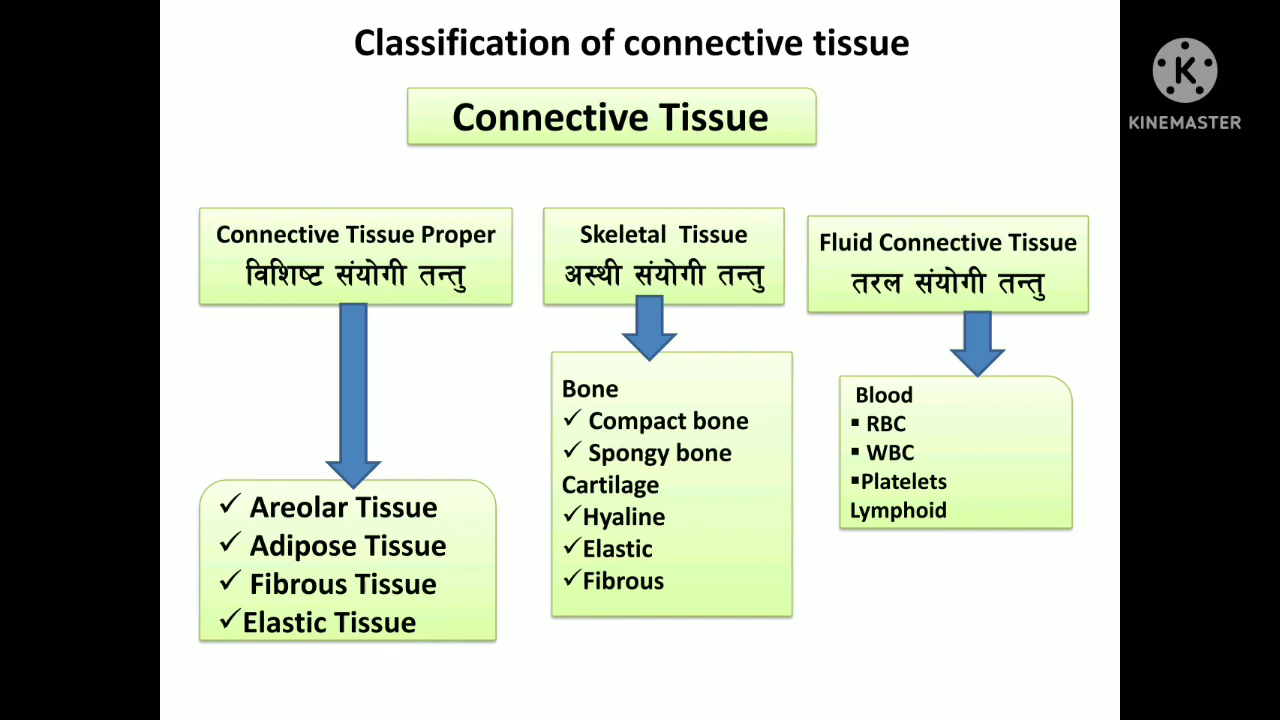 Classification of connective tissue
KINEMASTER
Connective Tissue
Connective Tissue Proper
विशिष्ट संयोगी तन्तु
Skeletal Tissue
अस्थी संयोगी तन्तु
Fluid Connective Tissue
तरल संयोगी तन्तु
✓ Areolar Tissue
✓ Adipose Tissue
✓ Fibrous Tissue
✓Elastic Tissue
Bone
✓ Compact bone
✓ Spongy bone
Cartilage
✓Hyaline
✓Elastic
✓Fibrous
Blood
▪ RBC
▪ WBC
▪Platelets
Lymphoid